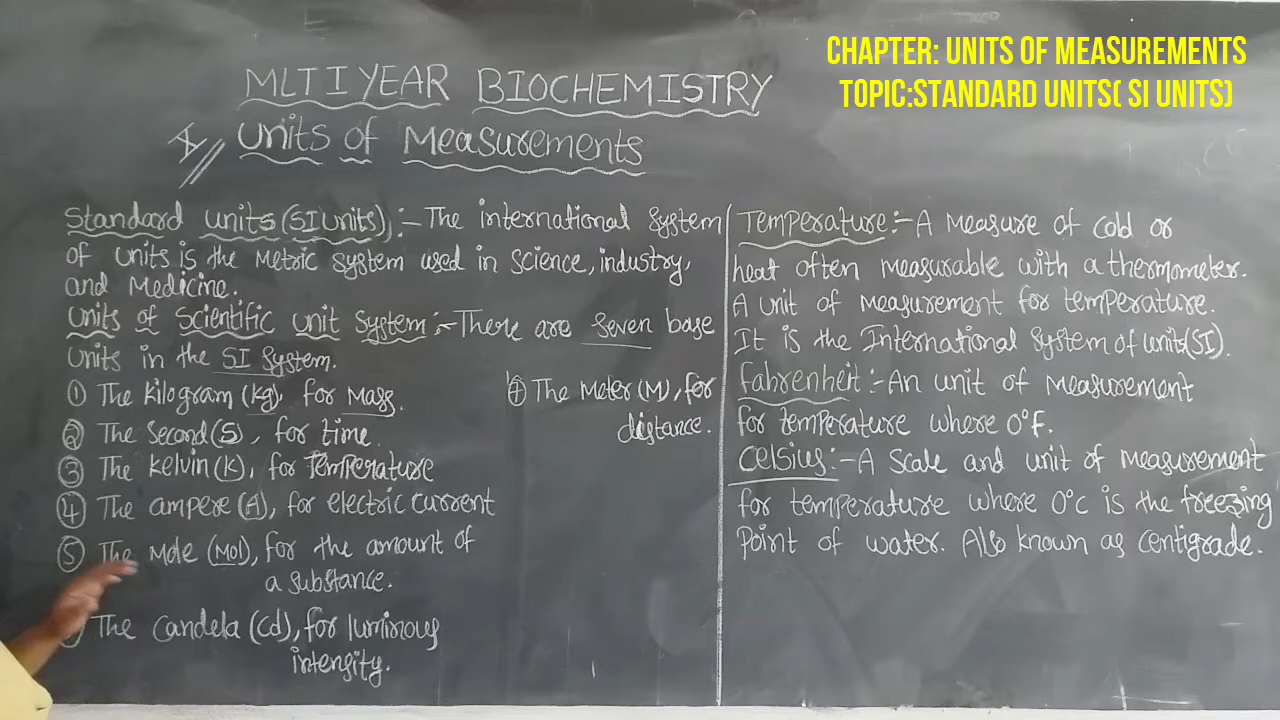 CHAPTER: UNITS OF MEASUREMENTS
TOPIC:STANDARD UNITS( SI UNITS)
MLT I YEAR BIOCHEMISTRY
Units of Measurements
Standard units (SI Units) :- The international System
of units is the Metric system used in science, industry,
and Medicine.
Units of Scientific unit System :- There are seven base
Units in the SI System.
① The Kilogram (Kg), for Mass.
② The Second (S), for time.
③ The Kelvin (K), for Temperature
④ The ampere (A), for electric current
⑤ The Mole (Mol), for the amount of
a substance.
The Candela (Cd), for luminous
intensity.
⑦ The Meter (M), for
distance.
Temperature :- A Measure of cold or
heat often measurable with a thermometer.
A unit of measurement for temperature.
It is the International System of units (SI).
Fahrenheit :- An unit of Measurement
for temperature where 0°F.
Celsius :- A Scale and unit of measurement
for temperature where 0°C is the freezing
Point of water. Also known as centigrade.